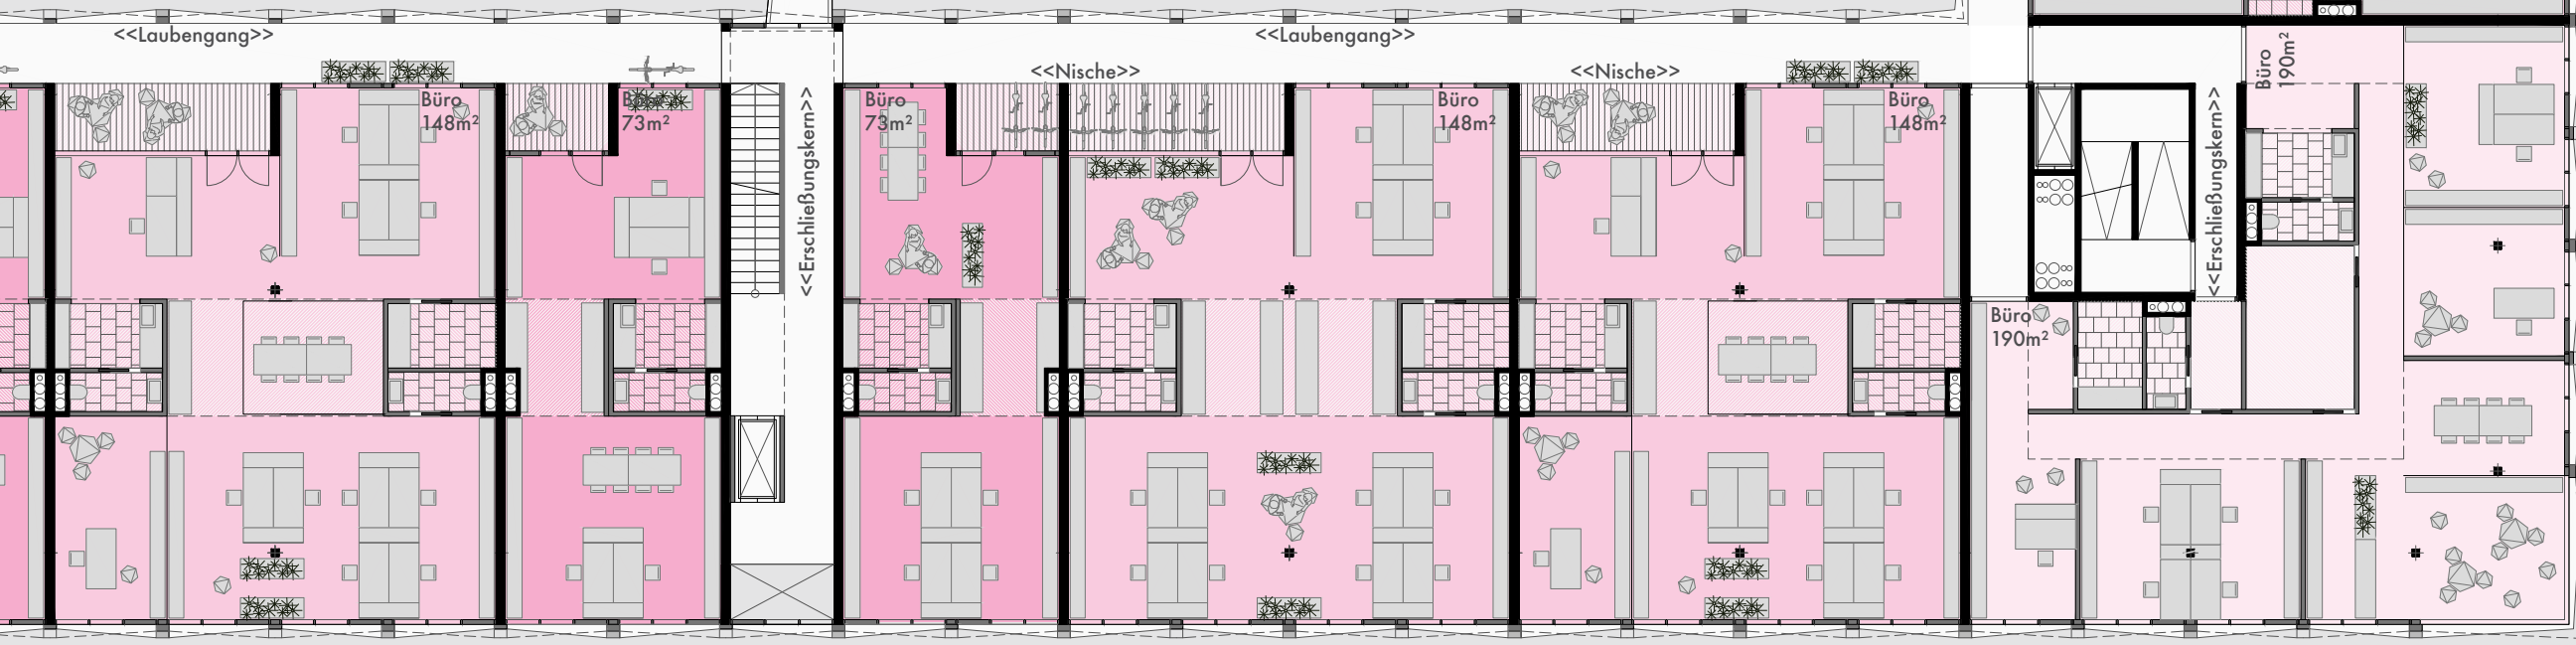 <<Laubengang>>
<<Laubengang>>
<<Nische>>
<<Nische>>
Büro
148m²
Büro
73m²
<<Erschließungskern>>
Büro
73m²
Büro
148m²
Büro
148m²
<<Erschließungskern>>
Büro
190m²
Büro
190m²